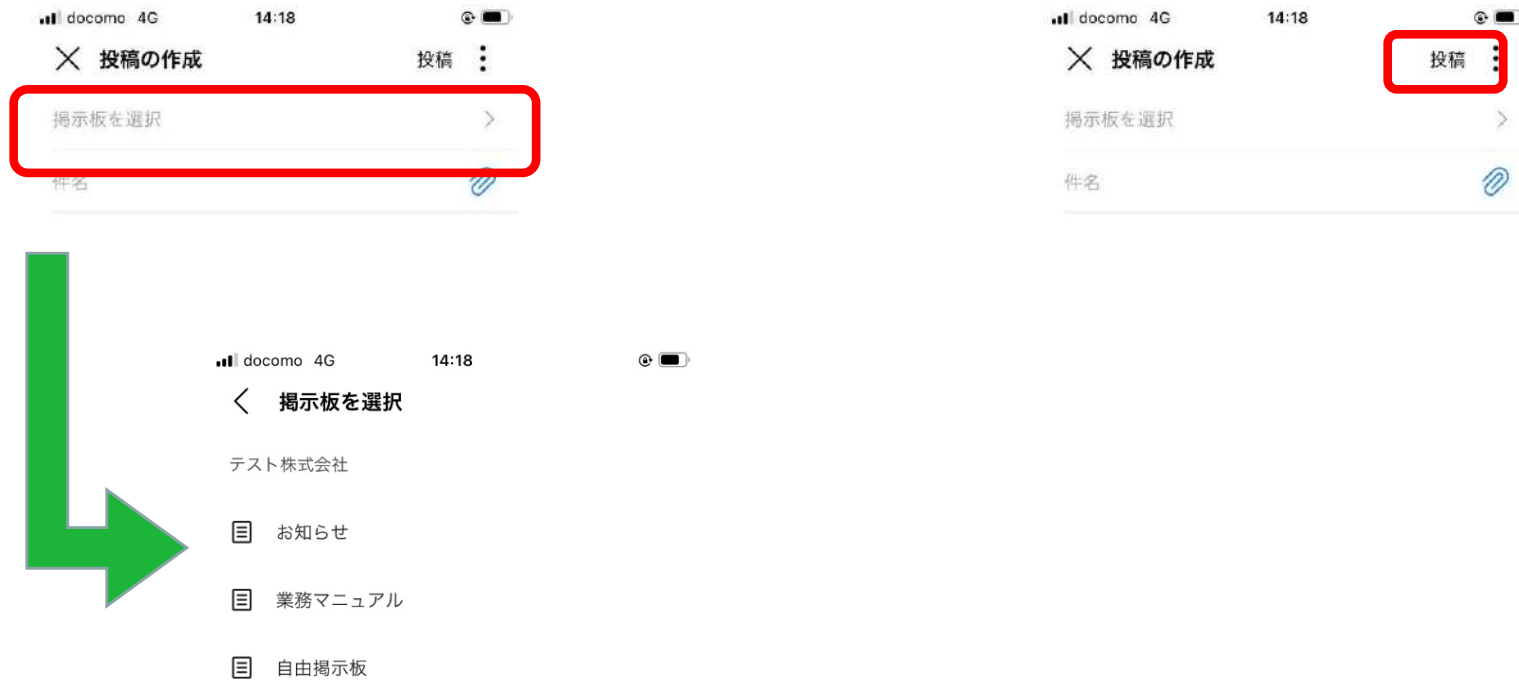 docomo 4G 14:18
投稿の作成 投稿
掲示板を選択
件名
docomo 4G 14:18
掲示板を選択
テスト株式会社
お知らせ
業務マニュアル
自由掲示板
docomo 4G 14:18
投稿の作成 投稿
掲示板を選択
件名